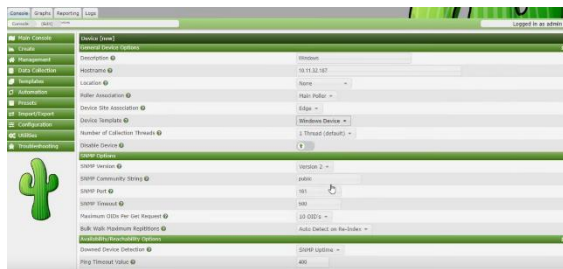 Console Graphs Reporting Logs
Console (Edit) Logged in as admin
Main Console
Create
Management
Data Collection
Templates
Automation
Presets
Import/Export
Configuration
Utilities
Troubleshooting
Device [new]
General Device Options
Description Windows
Hostname 10.11.32.187
Location None
Poller Association Main Poller
Device Site Association Edge
Device Template Windows Device
Number of Collection Threads 1 Thread (default)
Disable Device
SNMP Options
SNMP Version Version 2
SNMP Community String public
SNMP Port 161
SNMP Timeout 500
Maximum OIDs Per Get Request 10 OID's
Bulk Walk Maximum Repititions Auto Detect on Re-Index
Availability/Reachability Options
Downed Device Detection SNMP Uptime
Ping Timeout Value 400